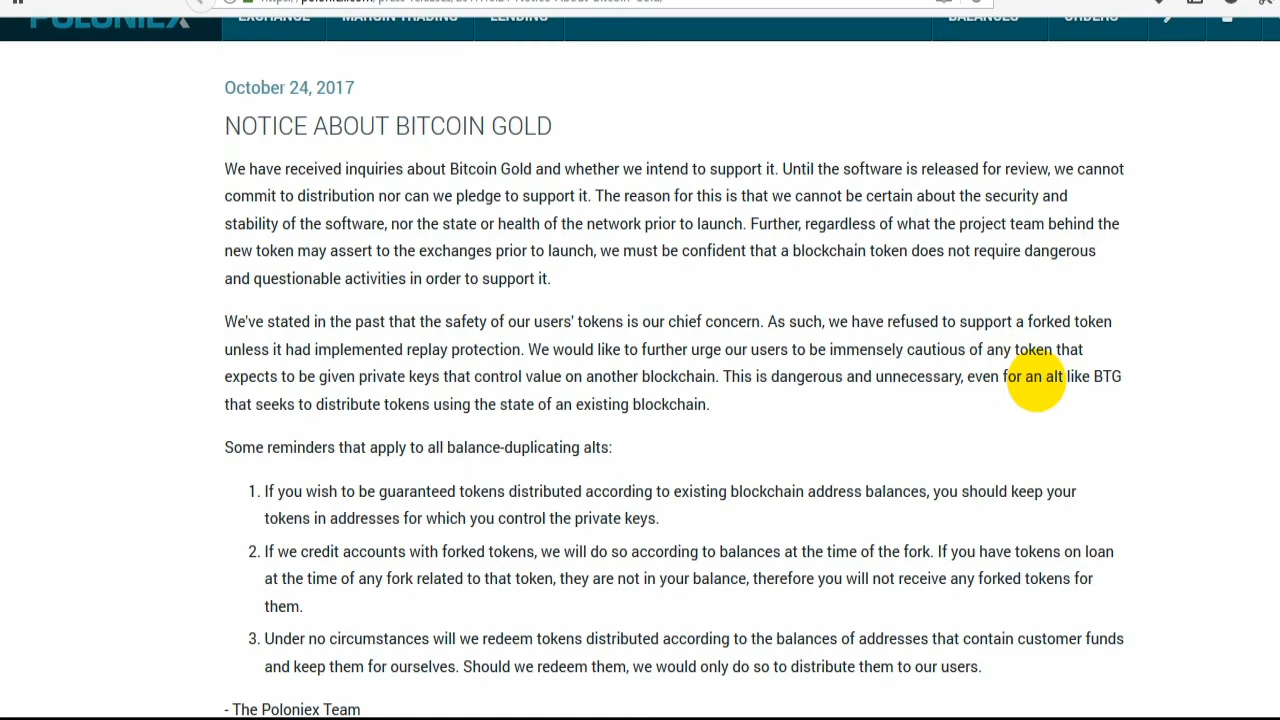 POLONIEX EXCHANGE MARGIN TRADING LENDING BALANCES ORDERS
October 24, 2017
NOTICE ABOUT BITCOIN GOLD
We have received inquiries about Bitcoin Gold and whether we intend to support it. Until the software is released for review, we cannot
commit to distribution nor can we pledge to support it. The reason for this is that we cannot be certain about the security and
stability of the software, nor the state or health of the network prior to launch. Further, regardless of what the project team behind the
new token may assert to the exchanges prior to launch, we must be confident that a blockchain token does not require dangerous
and questionable activities in order to support it.
We've stated in the past that the safety of our users' tokens is our chief concern. As such, we have refused to support a forked token
unless it had implemented replay protection. We would like to further urge our users to be immensely cautious of any token that
expects to be given private keys that control value on another blockchain. This is dangerous and unnecessary, even for an alt like BTG
that seeks to distribute tokens using the state of an existing blockchain.
Some reminders that apply to all balance-duplicating alts:
1. If you wish to be guaranteed tokens distributed according to existing blockchain address balances, you should keep your
tokens in addresses for which you control the private keys.
2. If we credit accounts with forked tokens, we will do so according to balances at the time of the fork. If you have tokens on loan
at the time of any fork related to that token, they are not in your balance, therefore you will not receive any forked tokens for
them.
3. Under no circumstances will we redeem tokens distributed according to the balances of addresses that contain customer funds
and keep them for ourselves. Should we redeem them, we would only do so to distribute them to our users.
- The Poloniex Team